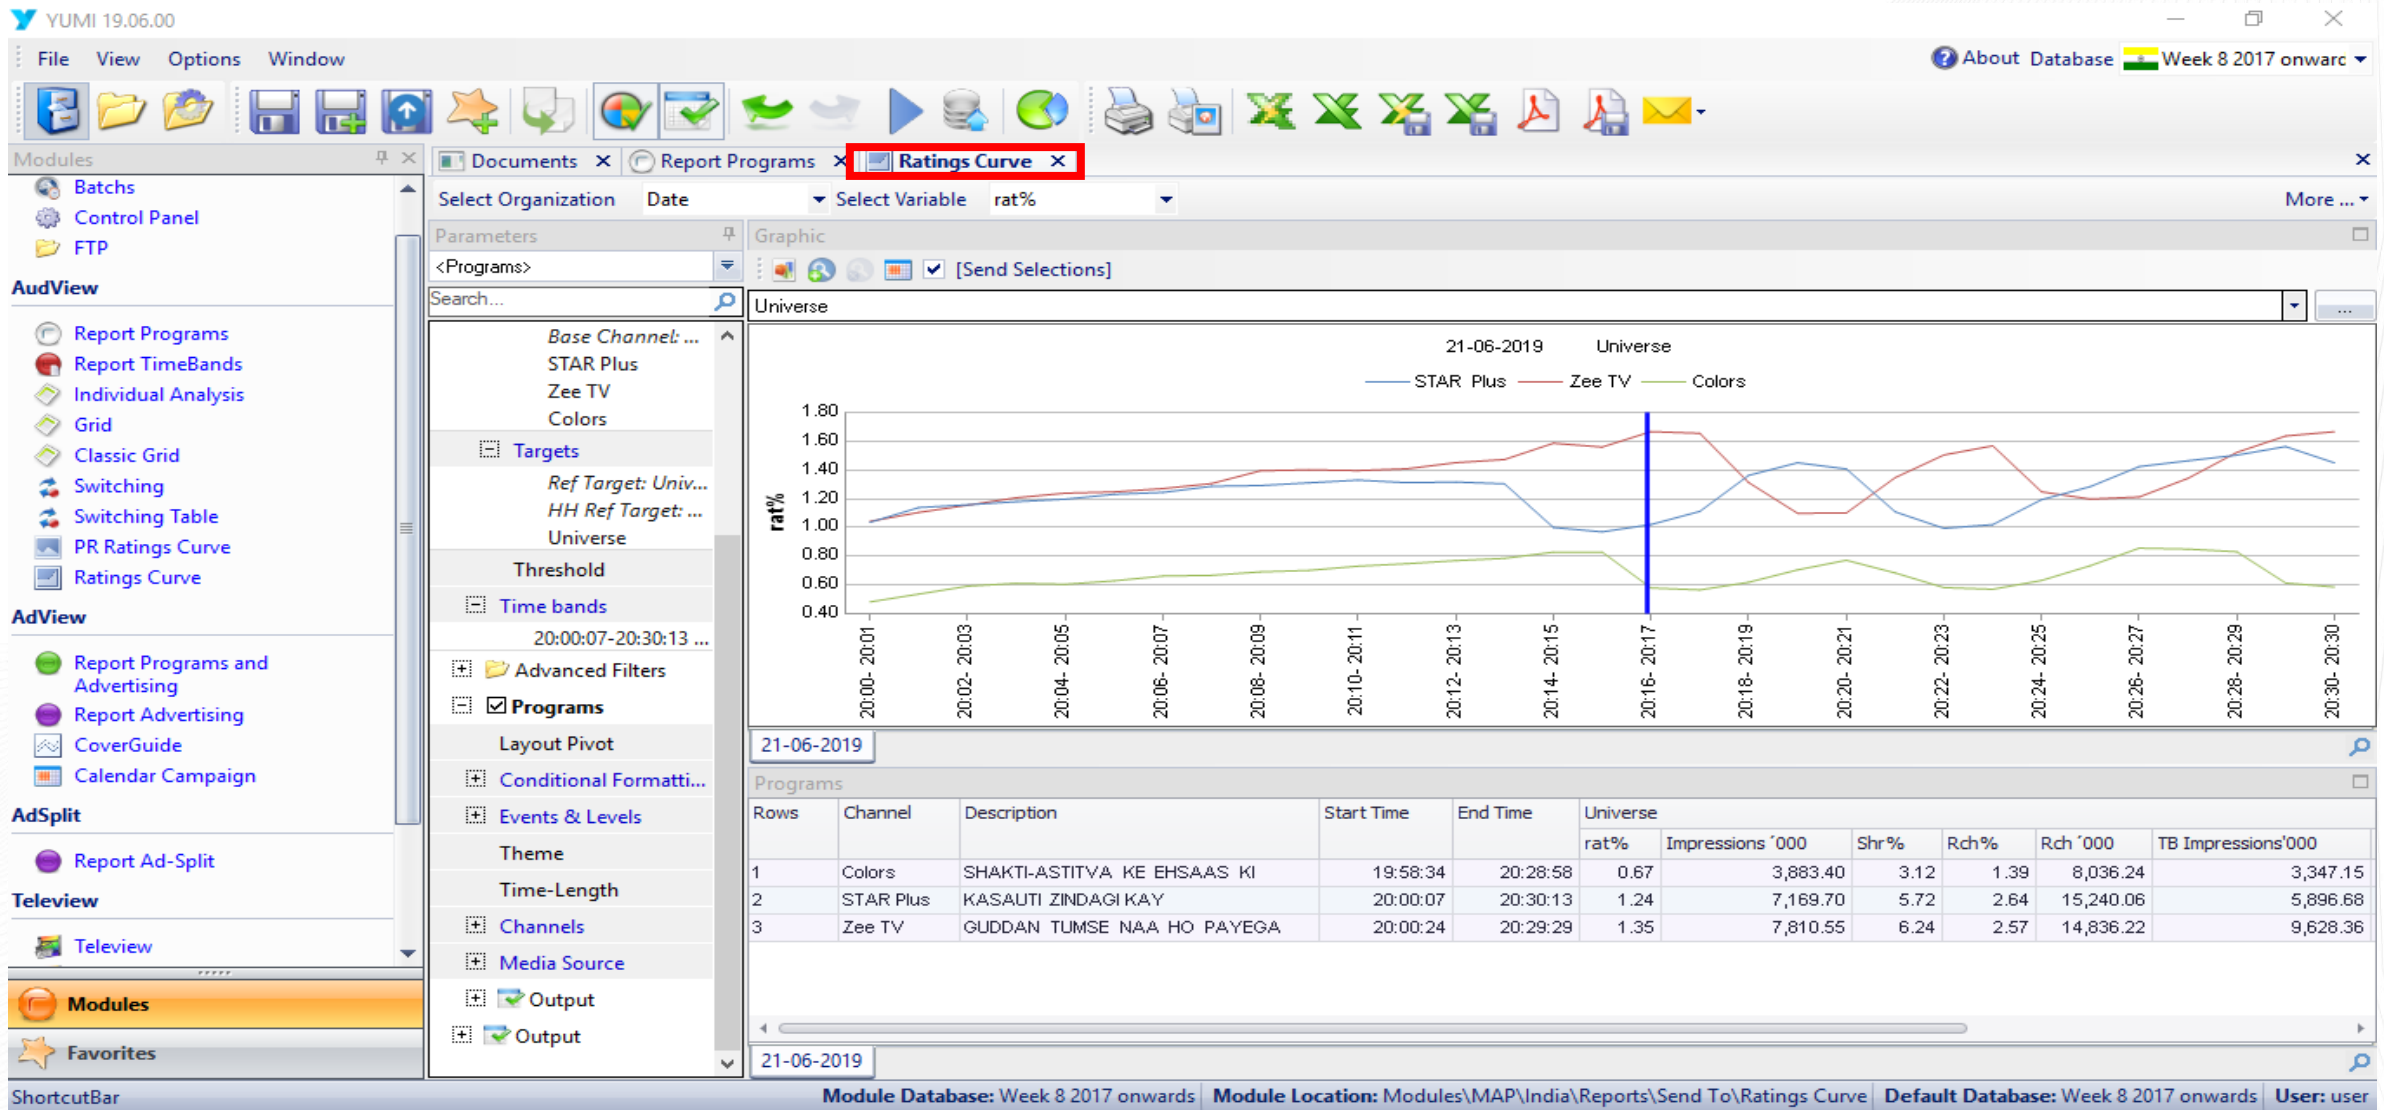 YUMI 19.06.00
File View Options Window
About Database Week 8 2017 onwarc
Modules
Batchs
Control Panel
FTP
AudView
Report Programs
Report TimeBands
Individual Analysis
Grid
Classic Grid
Switching
Switching Table
PR Ratings Curve
Ratings Curve
AdView
Report Programs and
Advertising
Report Advertising
CoverGuide
Calendar Campaign
AdSplit
Report Ad-Split
Teleview
Teleview
Modules
Favorites
Documents Report Programs Ratings Curve
Select Organization Date Select Variable rat% More ...
Parameters
<Programs>
Search...
Base Channel: ...
STAR Plus
Zee TV
Colors
Targets
Ref Target: Univ...
HH Ref Target: ...
Universe
Threshold
Time bands
20:00:07-20:30:13 ...
Advanced Filters
Programs
Layout Pivot
Conditional Formatti...
Events & Levels
Theme
Time-Length
Channels
Media Source
Output
Output
Graphic
[Send Selections]
Universe ...
21-06-2019 Universe
STAR Plus Zee TV Colors
rat%
1.80
1.60
1.40
1.20
1.00
0.80
0.60
0.40
20:00- 20:01
20:02- 20:03
20:04- 20:05
20:06- 20:07
20:08- 20:09
20:10- 20:11
20:12- 20:13
20:14- 20:15
20:16- 20:17
20:18- 20:19
20:20- 20:21
20:22- 20:23
20:24- 20:25
20:26- 20:27
20:28- 20:29
20:30- 20:30
21-06-2019
Programs
Rows Channel Description Start Time End Time Universe
rat% Impressions ´000 Shr% Rch% Rch ´000 TB Impressions'000
1 Colors SHAKTI-ASTITVA KE EHSAAS KI 19:58:34 20:28:58 0.67 3,883.40 3.12 1.39 8,036.24 3,347.15
2 STAR Plus KASAUTI ZINDAGI KAY 20:00:07 20:30:13 1.24 7,169.70 5.72 2.64 15,240.06 5,896.68
3 Zee TV GUDDAN TUMSE NAA HO PAYEGA 20:00:24 20:29:29 1.35 7,810.55 6.24 2.57 14,836.22 9,628.36
21-06-2019
ShortcutBar Module Database: Week 8 2017 onwards Module Location: Modules\MAP\India\Reports\Send To\Ratings Curve Default Database: Week 8 2017 onwards User: user